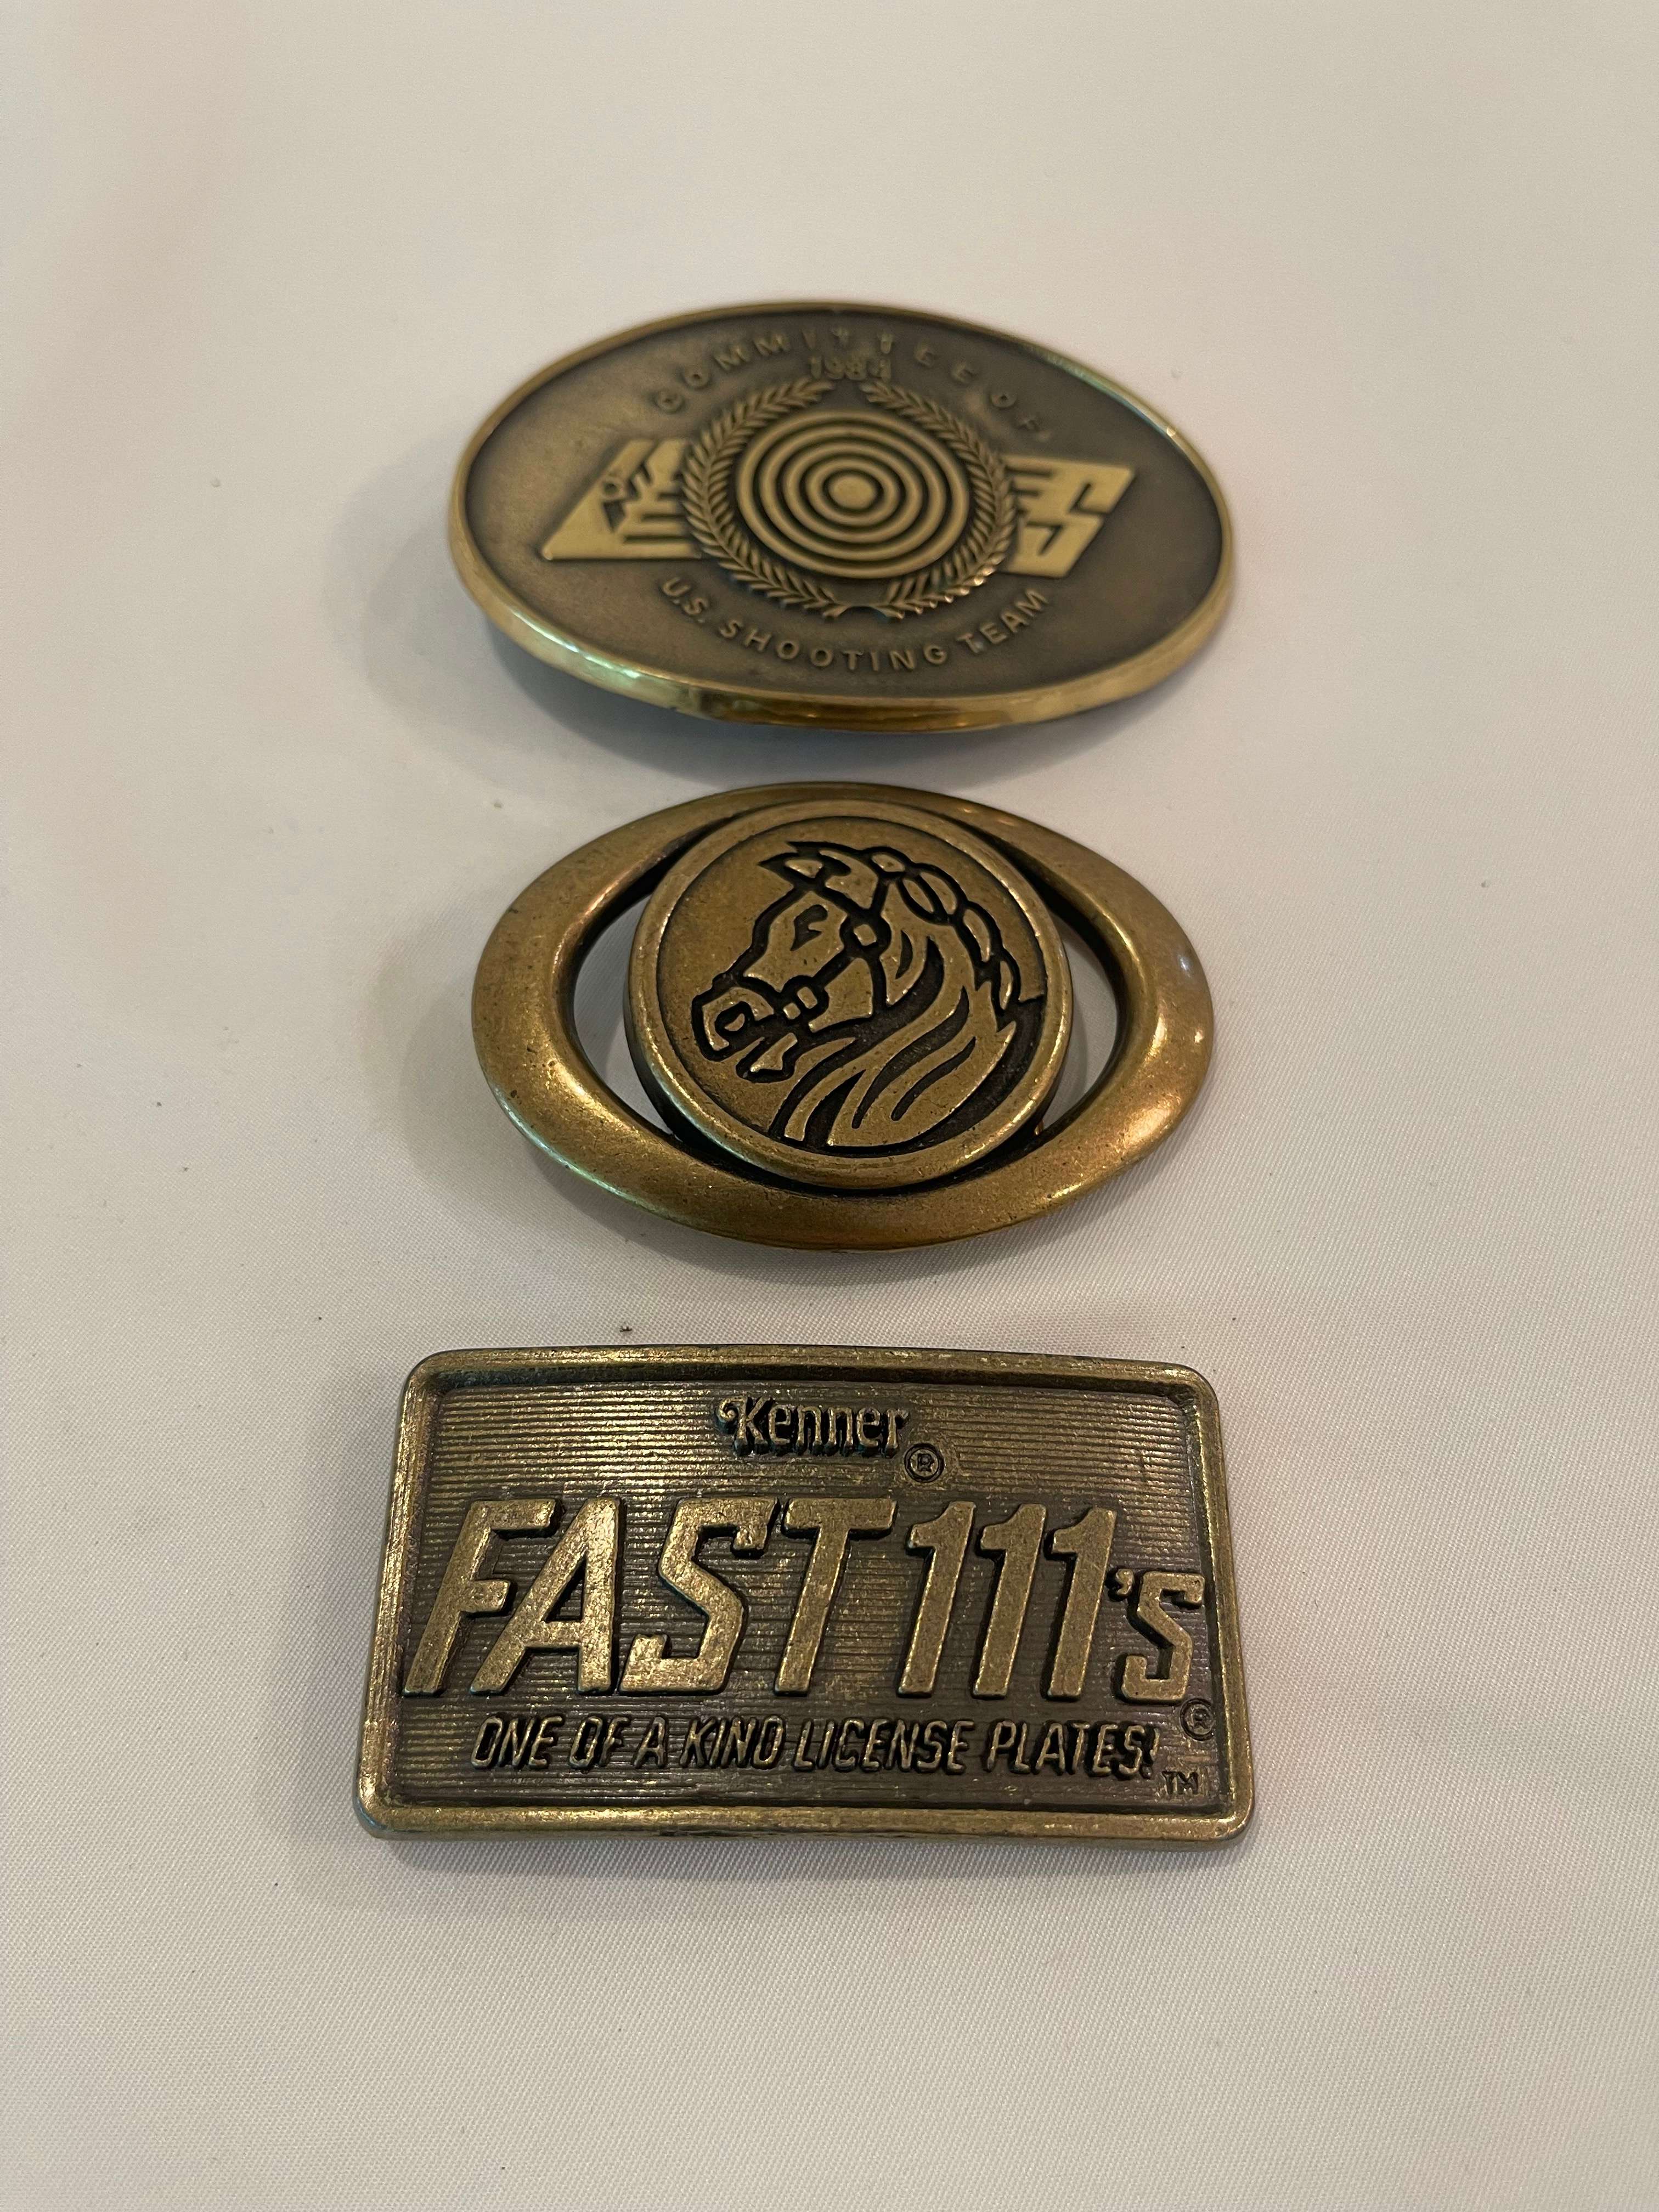 COMMITTEE OF
1984
U.S. SHOOTING TEAM
Kenner®
FAST 111's®
ONE OF A KIND LICENSE PLATES!™